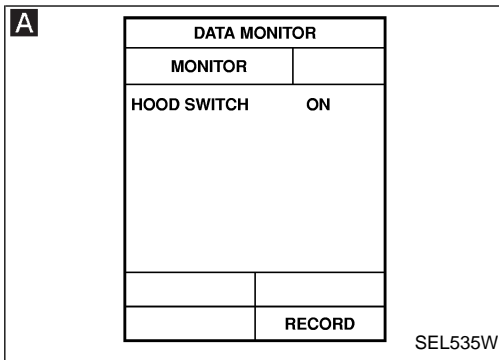 A
DATA MONITOR
MONITOR
HOOD SWITCH ON
RECORD
SEL535W